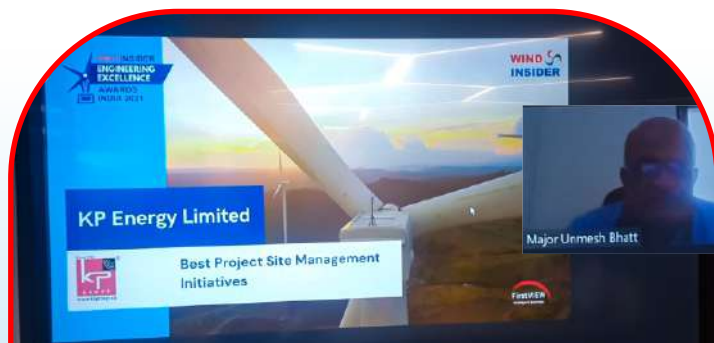 INSIDER
ENGINEERING
EXCELLENCE
AWARDS
INDIA 2021
WIND
INSIDER
KP Energy Limited
kp
Best Project Site Management
Initiatives
FirstVIEW
Major Unmesh Bhatt